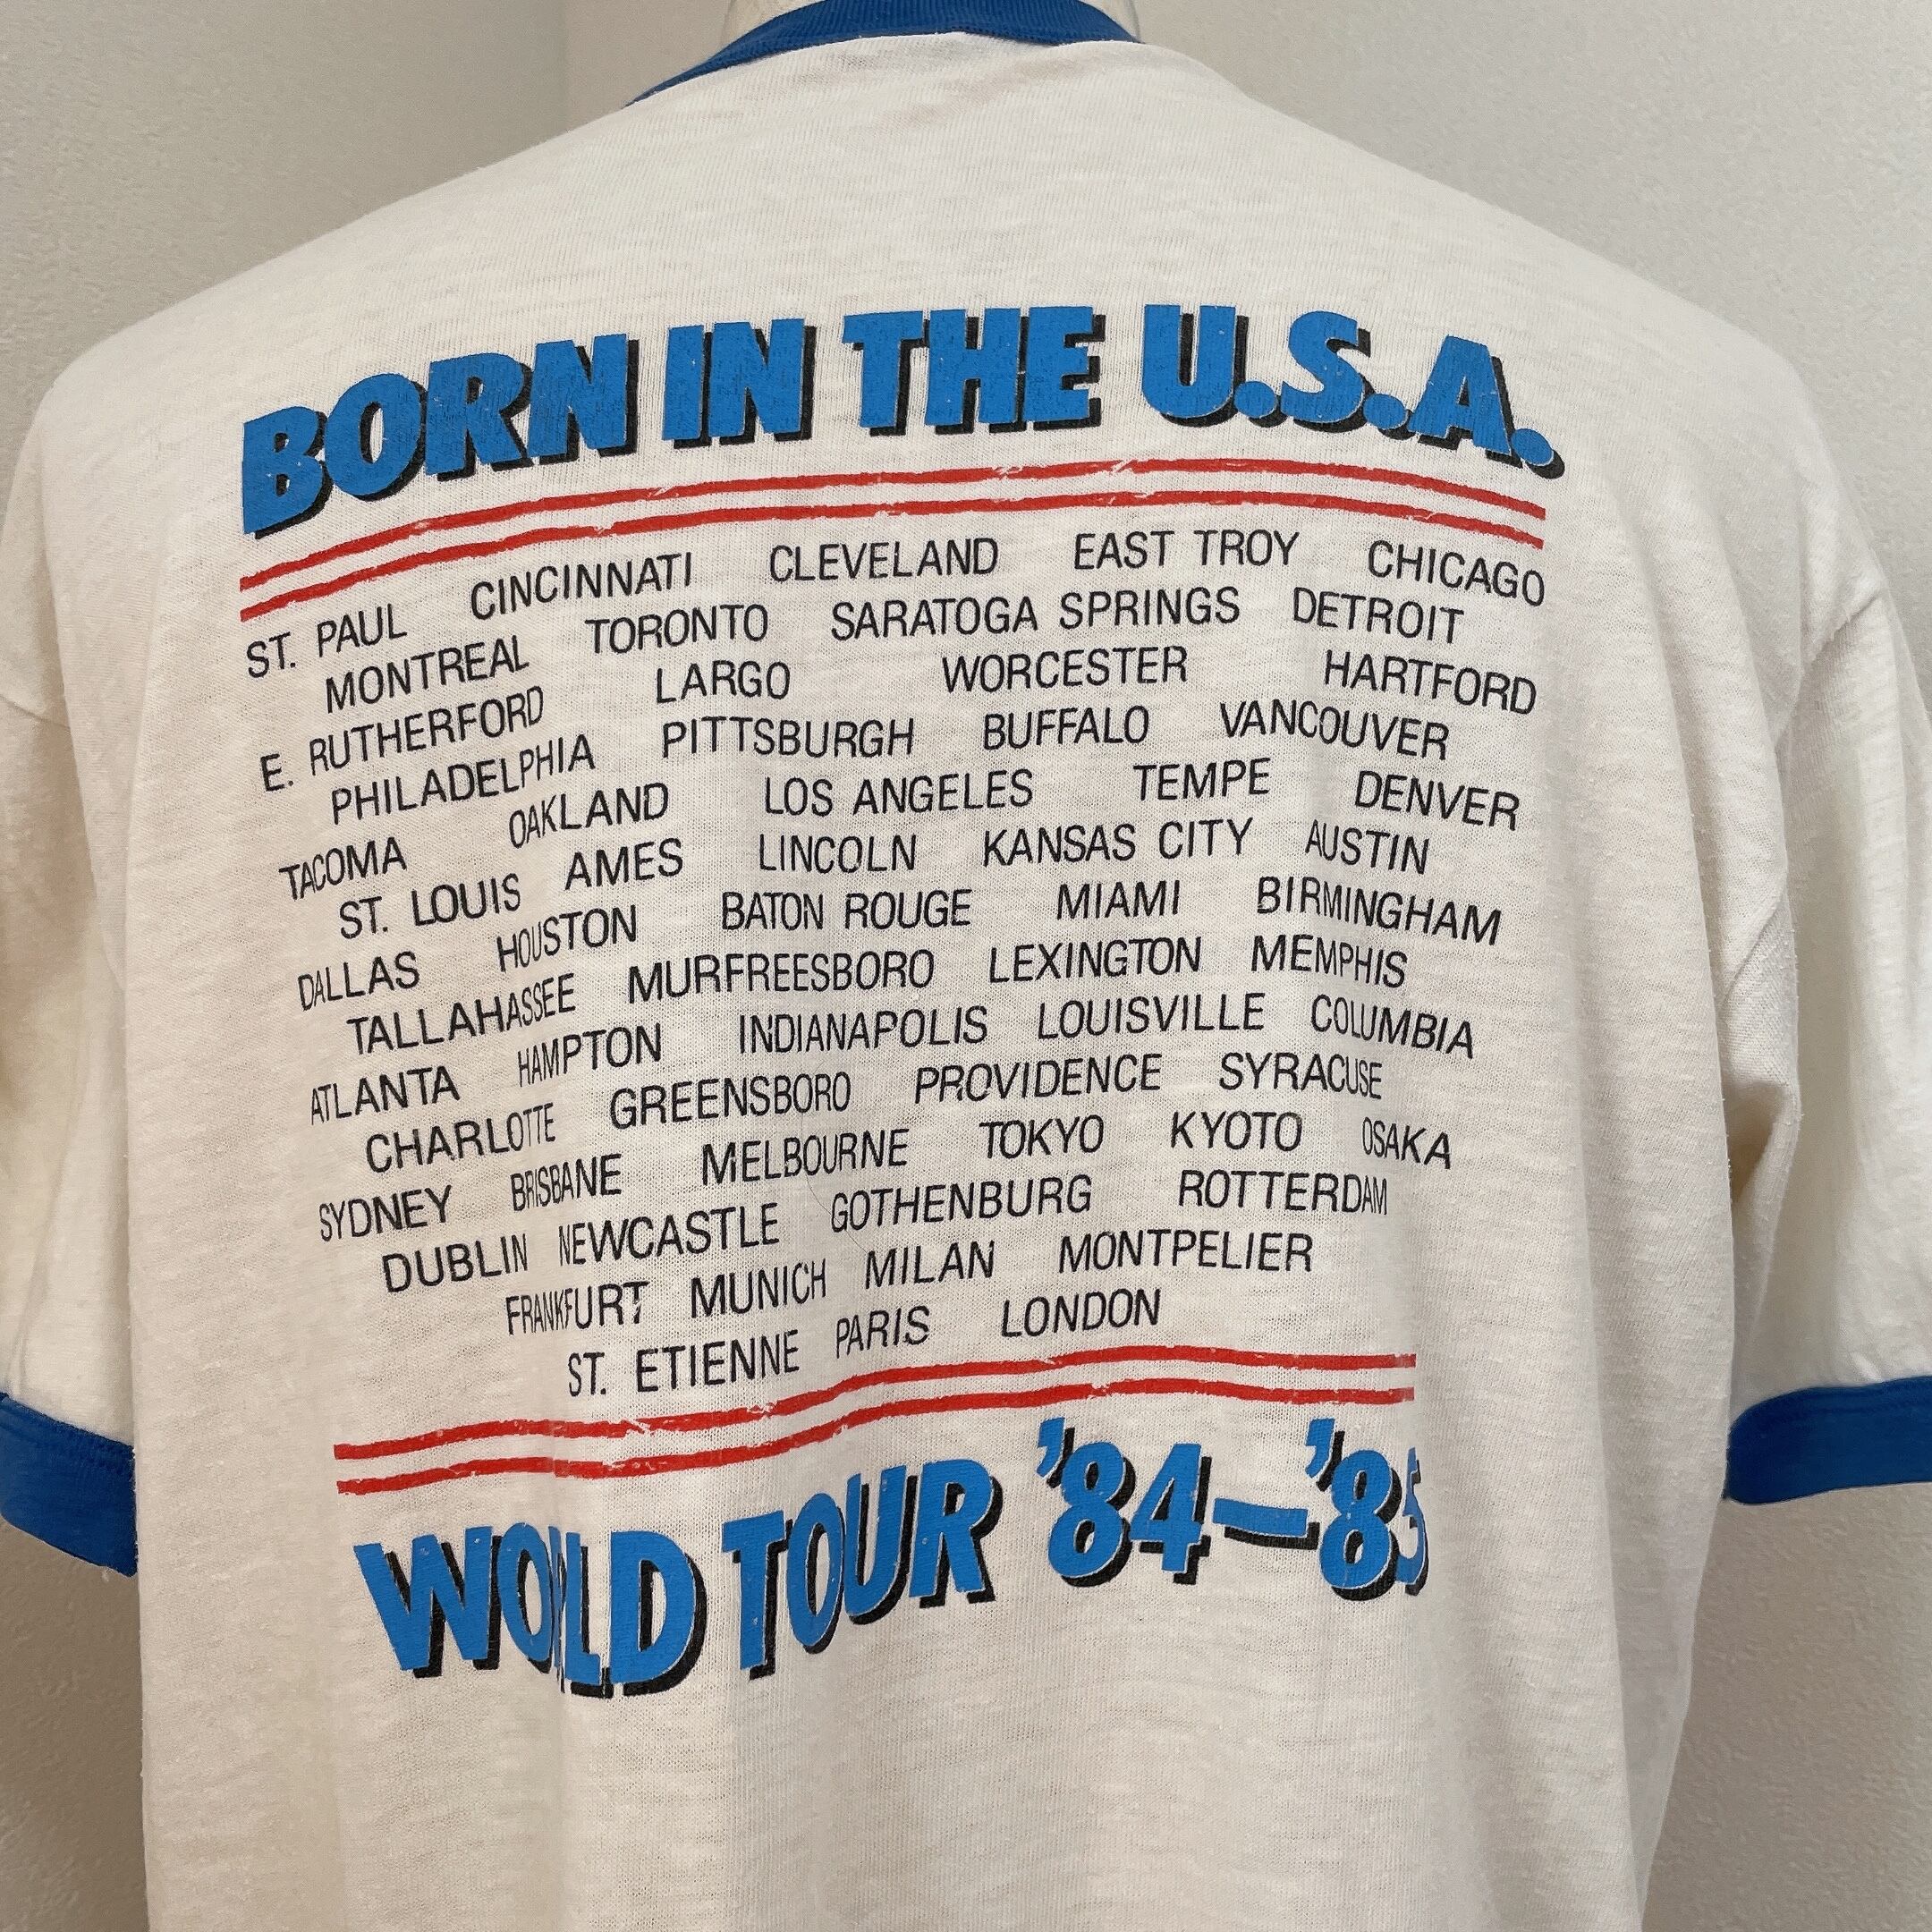 BORN IN THE U.S.A.
ST. PAUL CINCINNATI CLEVELAND EAST TROY CHICAGO
MONTREAL TORONTO SARATOGA SPRINGS DETROIT
E. RUTHERFORD LARGO WORCESTER HARTFORD
PHILADELPHIA PITTSBURGH BUFFALO VANCOUVER
TACOMA OAKLAND LOS ANGELES TEMPE DENVER
ST. LOUIS AMES LINCOLN KANSAS CITY AUSTIN
DALLAS HOUSTON BATON ROUGE MIAMI BIRMINGHAM
TALLAHASSEE MURFREESBORO LEXINGTON MEMPHIS
ATLANTA HAMPTON INDIANAPOLIS LOUISVILLE COLUMBIA
CHARLOTTE GREENSBORO PROVIDENCE SYRACUSE
SYDNEY BRISBANE MELBOURNE TOKYO KYOTO OSAKA
DUBLIN NEWCASTLE GOTHENBURG ROTTERDAM
FRANKFURT MUNICH MILAN MONTPELIER
ST. ETIENNE PARIS LONDON
WORLD TOUR '84–'85